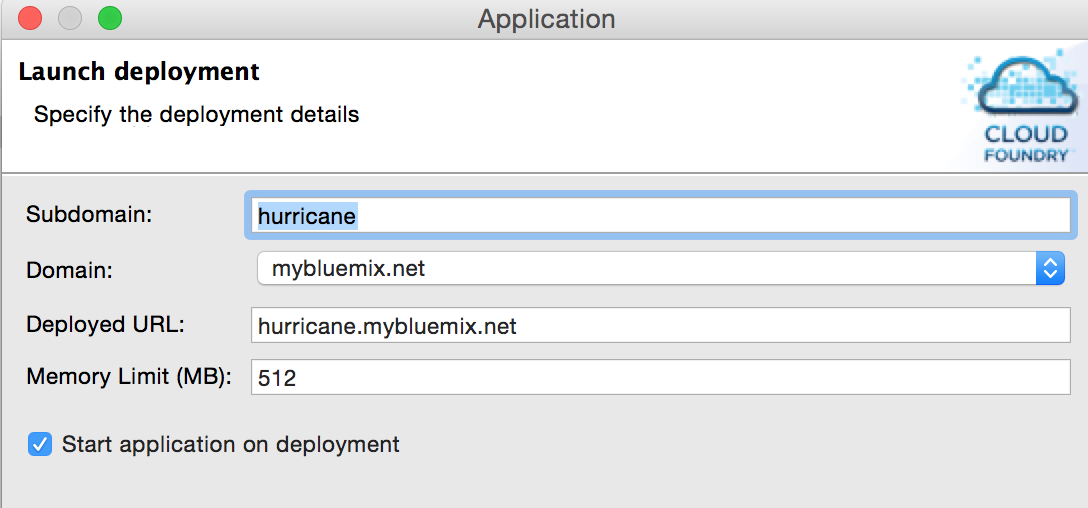 Application
Launch deployment
Specify the deployment details
CLOUD
FOUNDRY
Subdomain: hurricane
Domain: mybluemix.net
Deployed URL: hurricane.mybluemix.net
Memory Limit (MB): 512
Start application on deployment